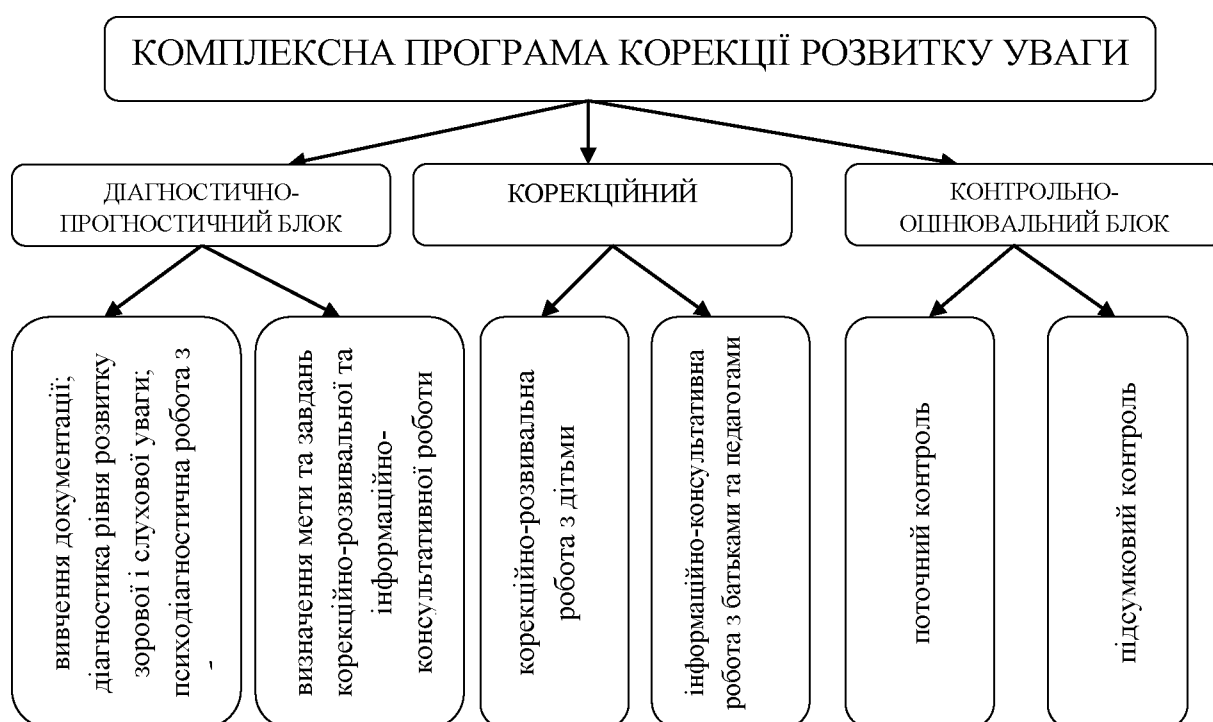 КОМПЛЕКСНА ПРОГРАМА КОРЕКЦІЇ РОЗВИТКУ УВАГИ
ДІАГНОСТИЧНО-
ПРОГНОСТИЧНИЙ БЛОК
КОРЕКЦІЙНИЙ
КОНТРОЛЬНО-
ОЦІНЮВАЛЬНИЙ БЛОК
вивчення документації;
діагностика рівня розвитку
зорової і слухової уваги;
психодіагностична робота з
-
визначення мети та завдань
корекційно-розвивальної та
інформаційно-
консультативної роботи
корекційно-розвивальна
робота з дітьми
інформаційно-консультативна
робота з батьками та педагогами
поточний контроль
підсумковий контроль